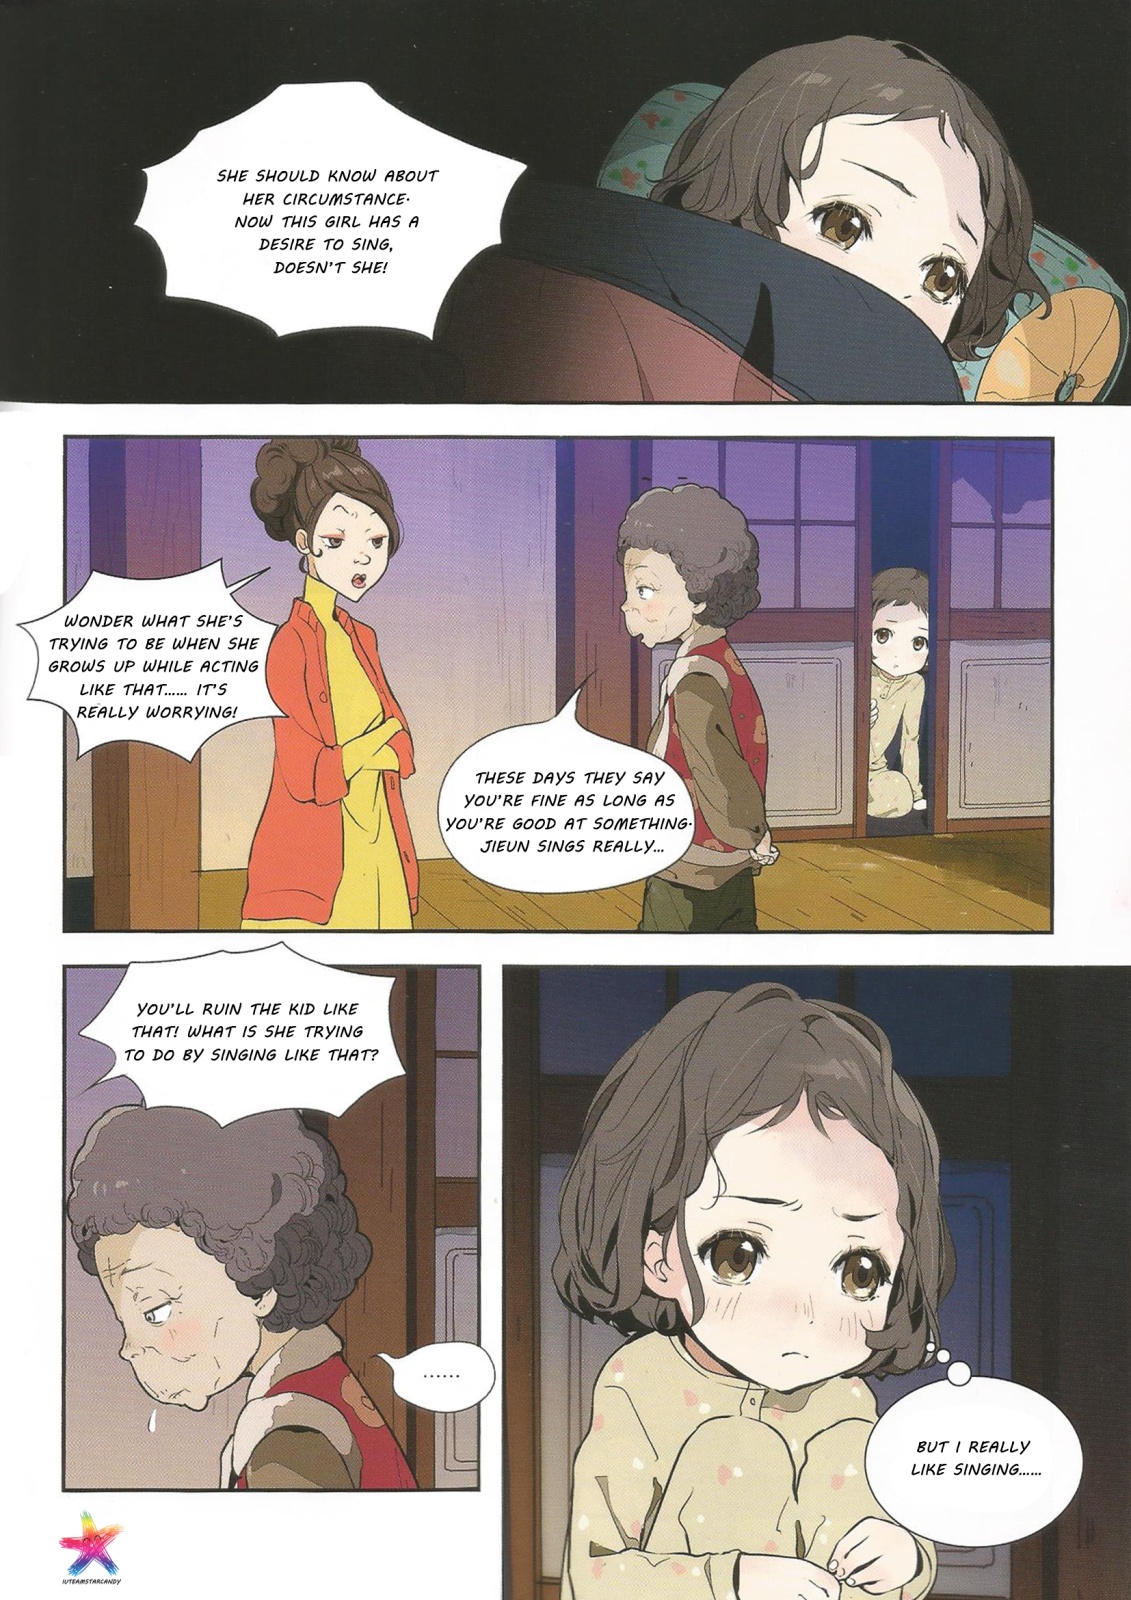 SHE SHOULD KNOW ABOUT
HER CIRCUMSTANCE.
NOW THIS GIRL HAS A
DESIRE TO SING,
DOESN'T SHE!
WONDER WHAT SHE'S
TRYING TO BE WHEN SHE
GROWS UP WHILE ACTING
LIKE THAT...... IT'S
REALLY WORRYING!
THESE DAYS THEY SAY
YOU'RE FINE AS LONG AS
YOU'RE GOOD AT SOMETHING.
JIEUN SINGS REALLY...
YOU'LL RUIN THE KID LIKE
THAT! WHAT IS SHE TRYING
TO DO BY SINGING LIKE THAT?
......
BUT I REALLY
LIKE SINGING......
IUTEAMSTARCANDY